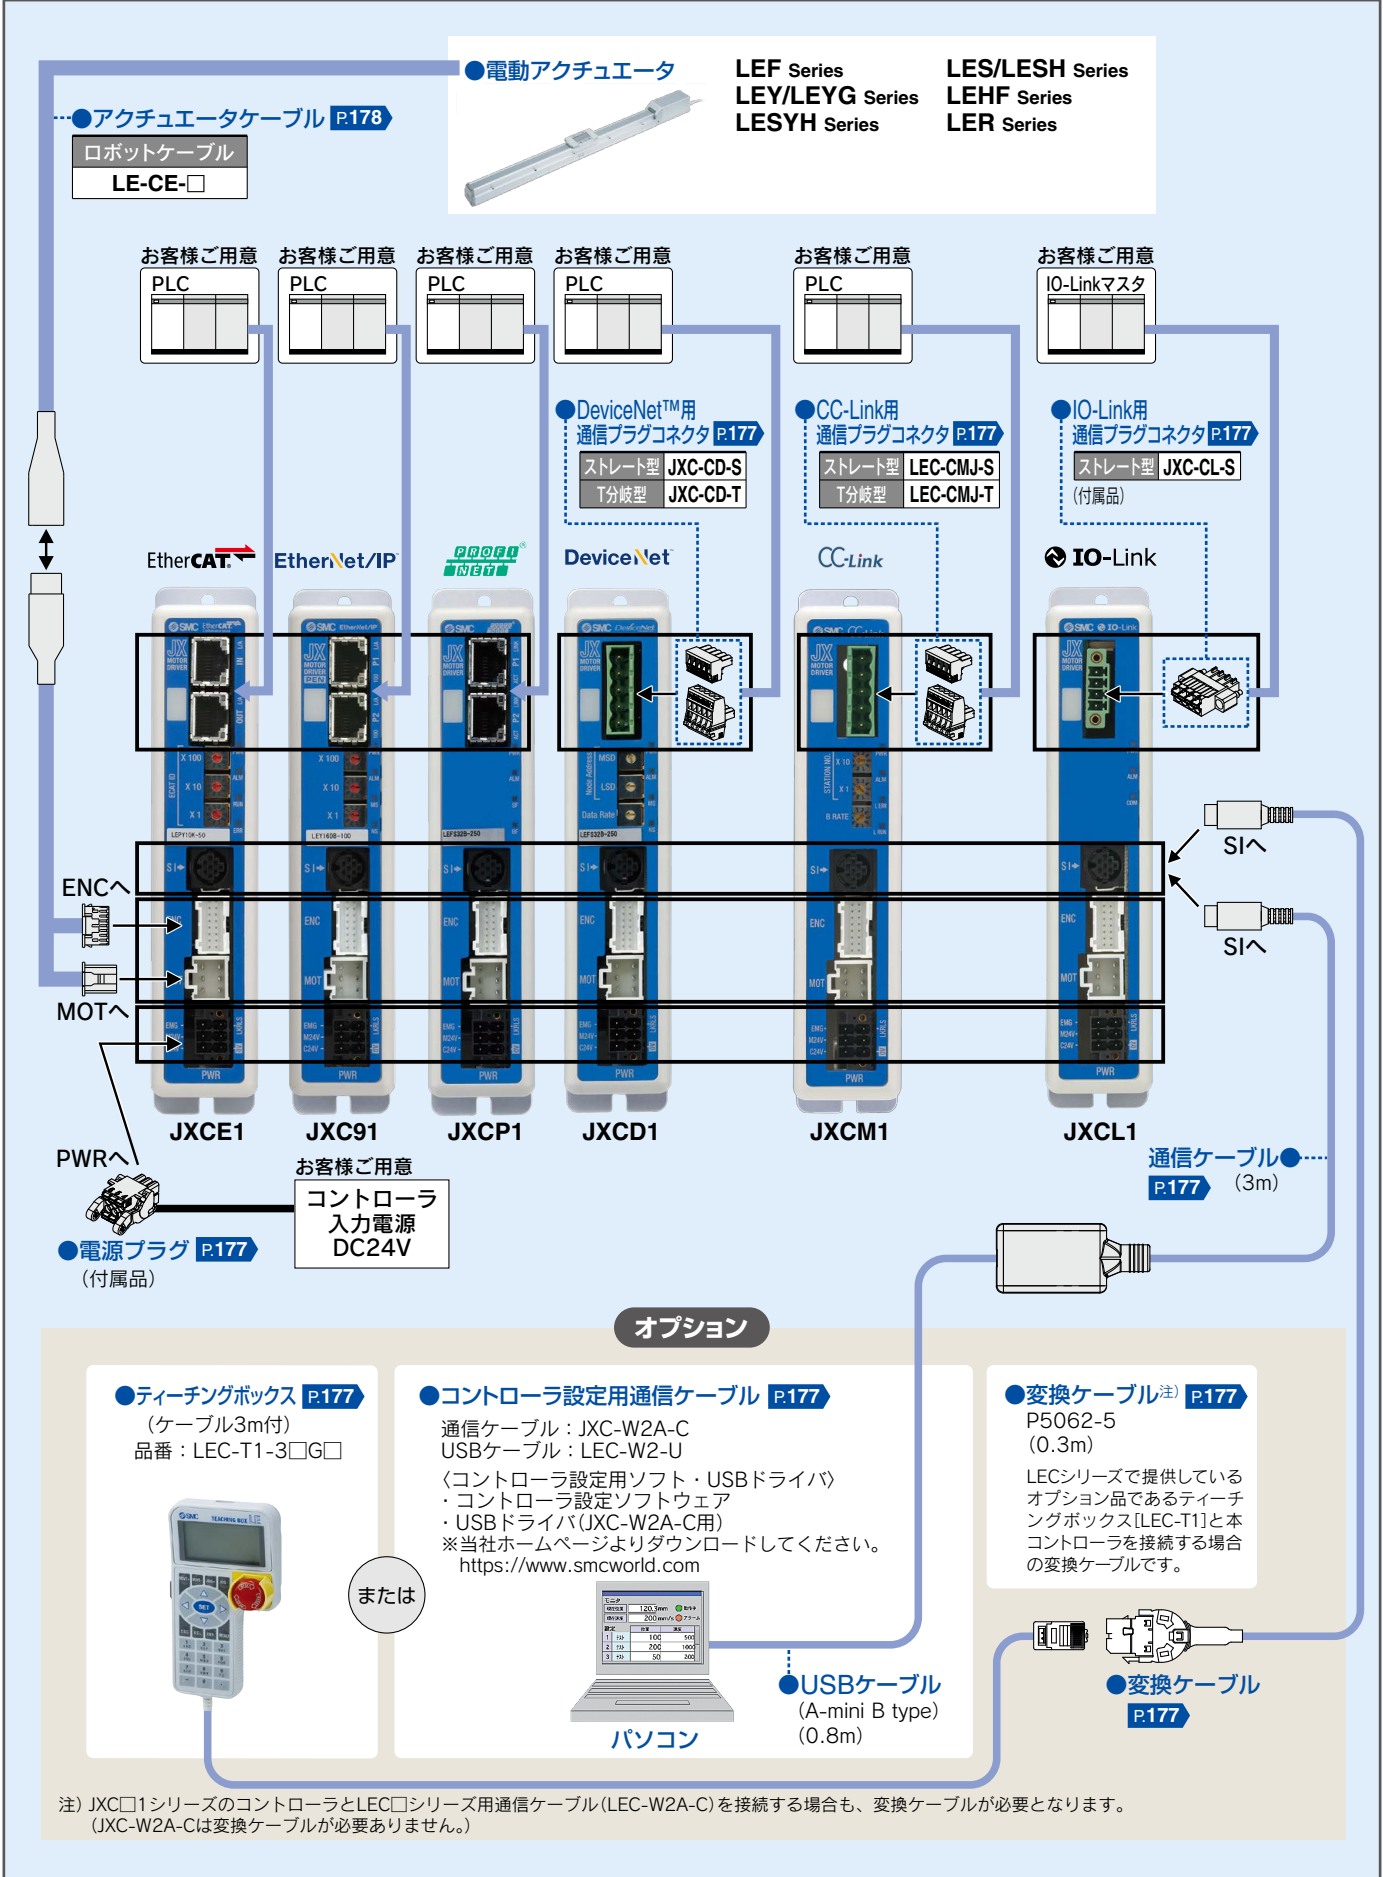 ●電動アクチュエータ
LEF Series
LEY/LEYG Series
LESYH Series
LES/LESH Series
LEHF Series
LER Series
●アクチュエータケーブル P.178
ロボットケーブル
LE-CE-□
お客様ご用意 お客様ご用意 お客様ご用意 お客様ご用意 お客様ご用意 お客様ご用意
PLC PLC PLC PLC PLC IO-Linkマスタ
●DeviceNet™用
通信プラグコネクタ P.177
ストレート型 JXC-CD-S
T分岐型 JXC-CD-T
●CC-Link用
通信プラグコネクタ P.177
ストレート型 LEC-CMJ-S
T分岐型 LEC-CMJ-T
●IO-Link用
通信プラグコネクタ P.177
ストレート型 JXC-CL-S
(付属品)
EtherCAT® EtherNet/IP™ PROFINET® DeviceNet™ CC-Link IO-Link
SIへ
SIへ
ENCへ
MOTへ
PWRへ
JXCE1 JXC91 JXCP1 JXCD1 JXCM1 JXCL1
お客様ご用意
コントローラ
入力電源
DC24V
●電源プラグ P.177
(付属品)
通信ケーブル●
P.177 (3m)
オプション
●ティーチングボックス P.177
(ケーブル3m付)
品番：LEC-T1-3□G□
または
●コントローラ設定用通信ケーブル P.177
通信ケーブル：JXC-W2A-C
USBケーブル：LEC-W2-U
〈コントローラ設定用ソフト・USBドライバ〉
・コントローラ設定ソフトウェア
・USBドライバ(JXC-W2A-C用)
※当社ホームページよりダウンロードしてください。
https://www.smcworld.com
パソコン
●USBケーブル
(A-mini B type)
(0.8m)
●変換ケーブル注) P.177
P5062-5
(0.3m)
LECシリーズで提供している
オプション品であるティーチ
ングボックス[LEC-T1]と本
コントローラを接続する場合
の変換ケーブルです。
●変換ケーブル
P.177
注) JXC□1シリーズのコントローラとLEC□シリーズ用通信ケーブル(LEC-W2A-C)を接続する場合も、変換ケーブルが必要となります。
(JXC-W2A-Cは変換ケーブルが必要ありません。)